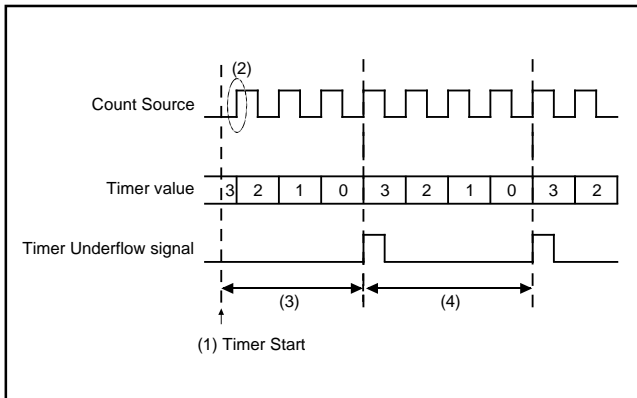 (2)
Count Source
Timer value 3 2 1 0 3 2 1 0 3 2
Timer Underflow signal
(3) (4)
(1) Timer Start